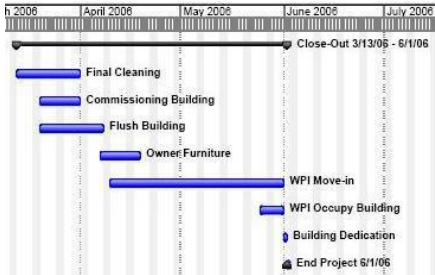 h 2006 April 2006 May 2006 June 2006 July 2006
Close-Out 3/13/06 - 6/1/06
Final Cleaning
Commissioning Building
Flush Building
Owner Furniture
WPI Move-in
WPI Occupy Building
Building Dedication
End Project 6/1/06